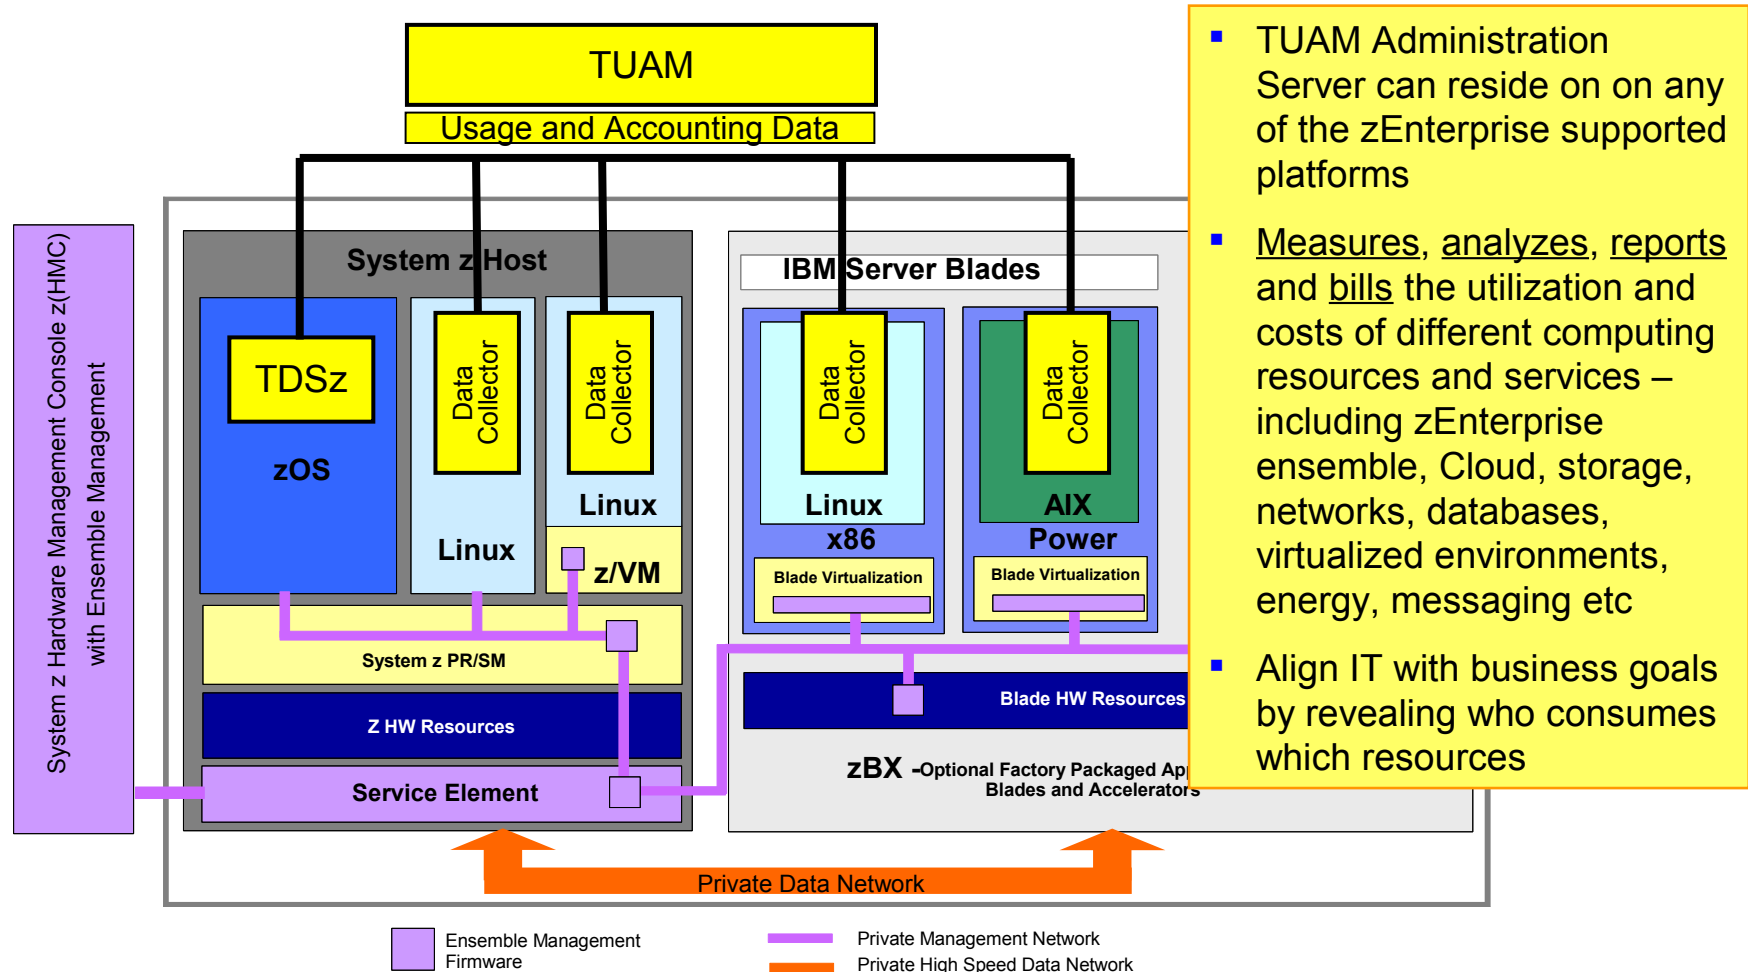 TUAM
Usage and Accounting Data
System z Hardware Management Console z(HMC)
with Ensemble Management
System z Host
TDSz
zOS
Data
Collector
Linux
Data
Collector
Linux
z/VM
System z PR/SM
Z HW Resources
Service Element
IBM Server Blades
Data
Collector
Linux
x86
Blade Virtualization
Data
Collector
AIX
Power
Blade Virtualization
Blade HW Resources
zBX -Optional Factory Packaged
Blades and Accelerators
Private Data Network
Ensemble Management
Firmware
Private Management Network
Private High Speed Data Network
▪ TUAM Administration
Server can reside on on any
of the zEnterprise supported
platforms
▪ Measures, analyzes, reports
and bills the utilization and
costs of different computing
resources and services –
including zEnterprise
ensemble, Cloud, storage,
networks, databases,
virtualized environments,
energy, messaging etc
▪ Align IT with business goals
by revealing who consumes
which resources